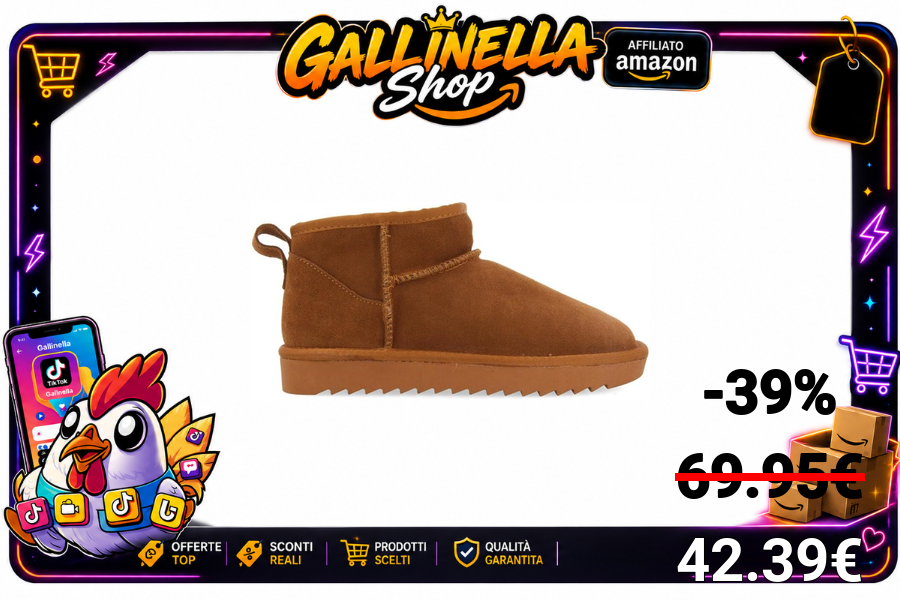 GALLINELLA
Shop
AFFILIATO
amazon
Gallinella
TikTok
Gallinella
-39%
69.95€
42.39€
OFFERTE
TOP
SCONTI
REALI
PRODOTTI
SCELTI
QUALITÀ
GARANTITA